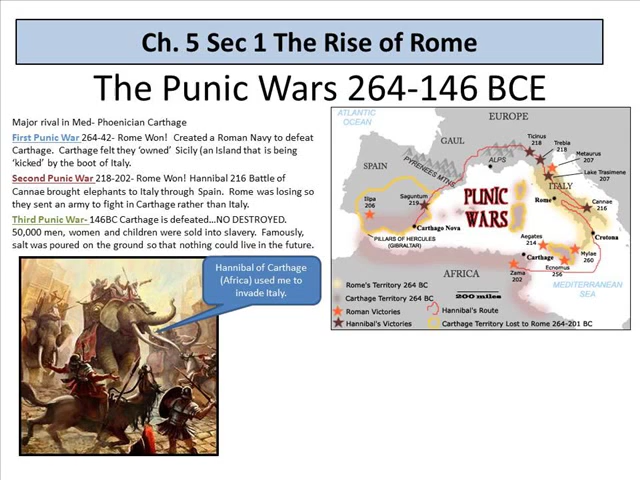 Ch. 5 Sec 1 The Rise of Rome
The Punic Wars 264-146 BCE
Major rival in Med- Phoenician Carthage
First Punic War 264-42- Rome Won!  Created a Roman Navy to defeat
Carthage.  Carthage felt they ‘owned’  Sicily (an Island that is being
‘kicked’ by the boot of Italy.
Second Punic War 218-202- Rome Won! Hannibal 216 Battle of
Cannae brought elephants to Italy through  Spain.  Rome was losing so
they sent an army to fight in Carthage rather than Italy.
Third Punic War- 146BC Carthage is defeated…NO DESTROYED.
50,000 men, women and children were sold into slavery.  Famously,
salt was poured on the ground so that nothing could live in the future.
Hannibal of Carthage
(Africa) used me to
invade Italy.
ATLANTIC
OCEAN
EUROPE
GAUL
SPAIN
PYRENEES MTNS.
ALPS
Ticinus
218
Trebia
218
Metaurus
207
Lake Trasimene
207
ITALY
Rome
Cannae
216
Ilipa
206
Saguntum
219
PUNIC
WARS
Carthage Nova
PILLARS OF HERCULES
(GIBRALTAR)
Aegates
214
Crotona
Carthage
Mylae
260
Ecnomus
256
Zama
202
AFRICA
MEDITERRANEAN
SEA
200 miles
Rome's Territory 264 BC
Carthage Territory 264 BC
Roman Victories
Hannibal's Victories
Hannibal's Route
Carthage Territory Lost to Rome 264-201 BC